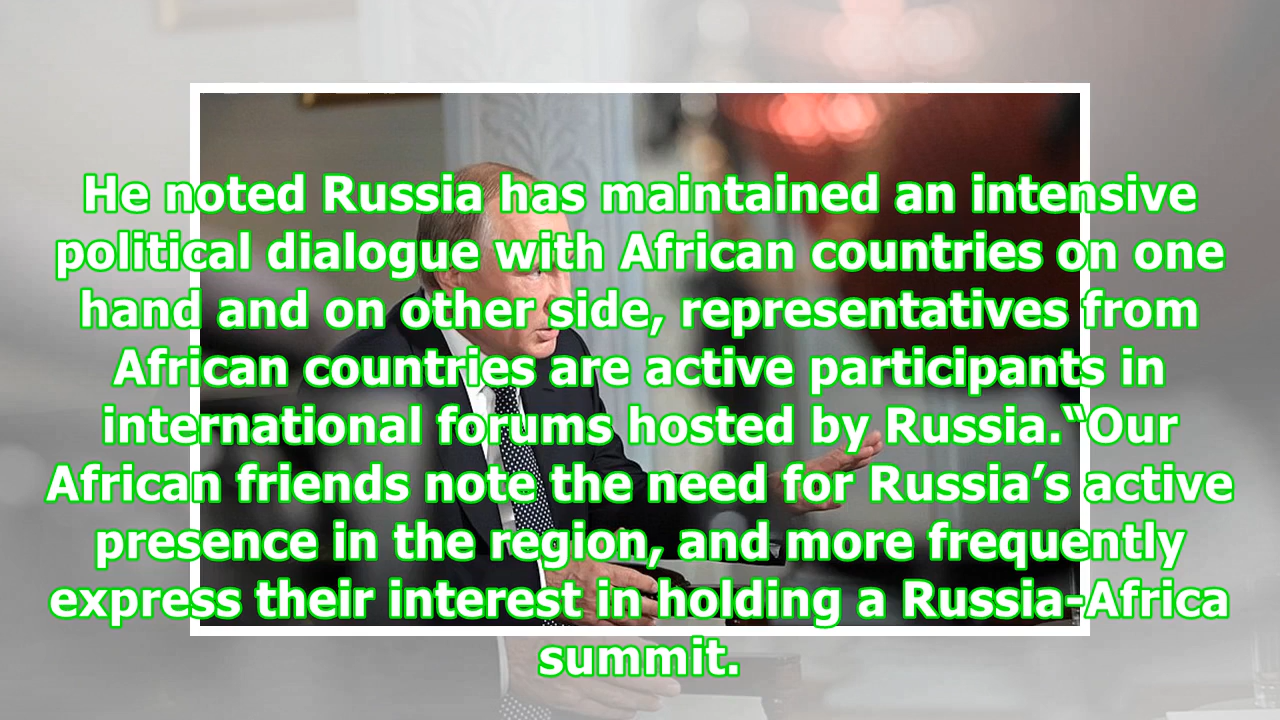 He noted Russia has maintained an intensive
political dialogue with African countries on one
hand and on other side, representatives from
African countries are active participants in
international forums hosted by Russia.“Our
African friends note the need for Russia’s active
presence in the region, and more frequently
express their interest in holding a Russia-Africa
summit.